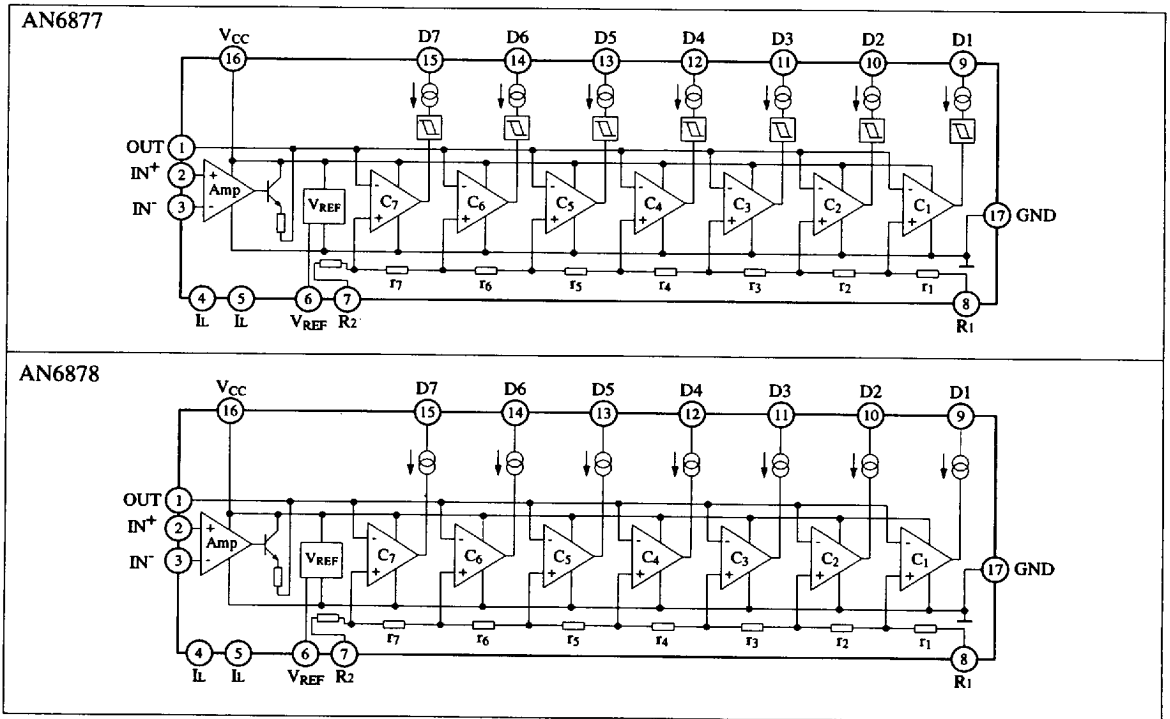 AN6877
VCC D7 D6 D5 D4 D3 D2 D1
16 15 14 13 12 11 10 9
OUT 1
IN+ 2
IN- 3
+ Amp -
VREF
- C7 + - C6 + - C5 + - C4 + - C3 + - C2 + - C1 +
17 GND
r7 r6 r5 r4 r3 r2 r1
4 5 6 7 8
IL IL VREF R2 R1
AN6878
VCC D7 D6 D5 D4 D3 D2 D1
16 15 14 13 12 11 10 9
OUT 1
IN+ 2
IN- 3
+ Amp -
VREF
- C7 + - C6 + - C5 + - C4 + - C3 + - C2 + - C1 +
17 GND
r7 r6 r5 r4 r3 r2 r1
4 5 6 7 8
IL IL VREF R2 R1